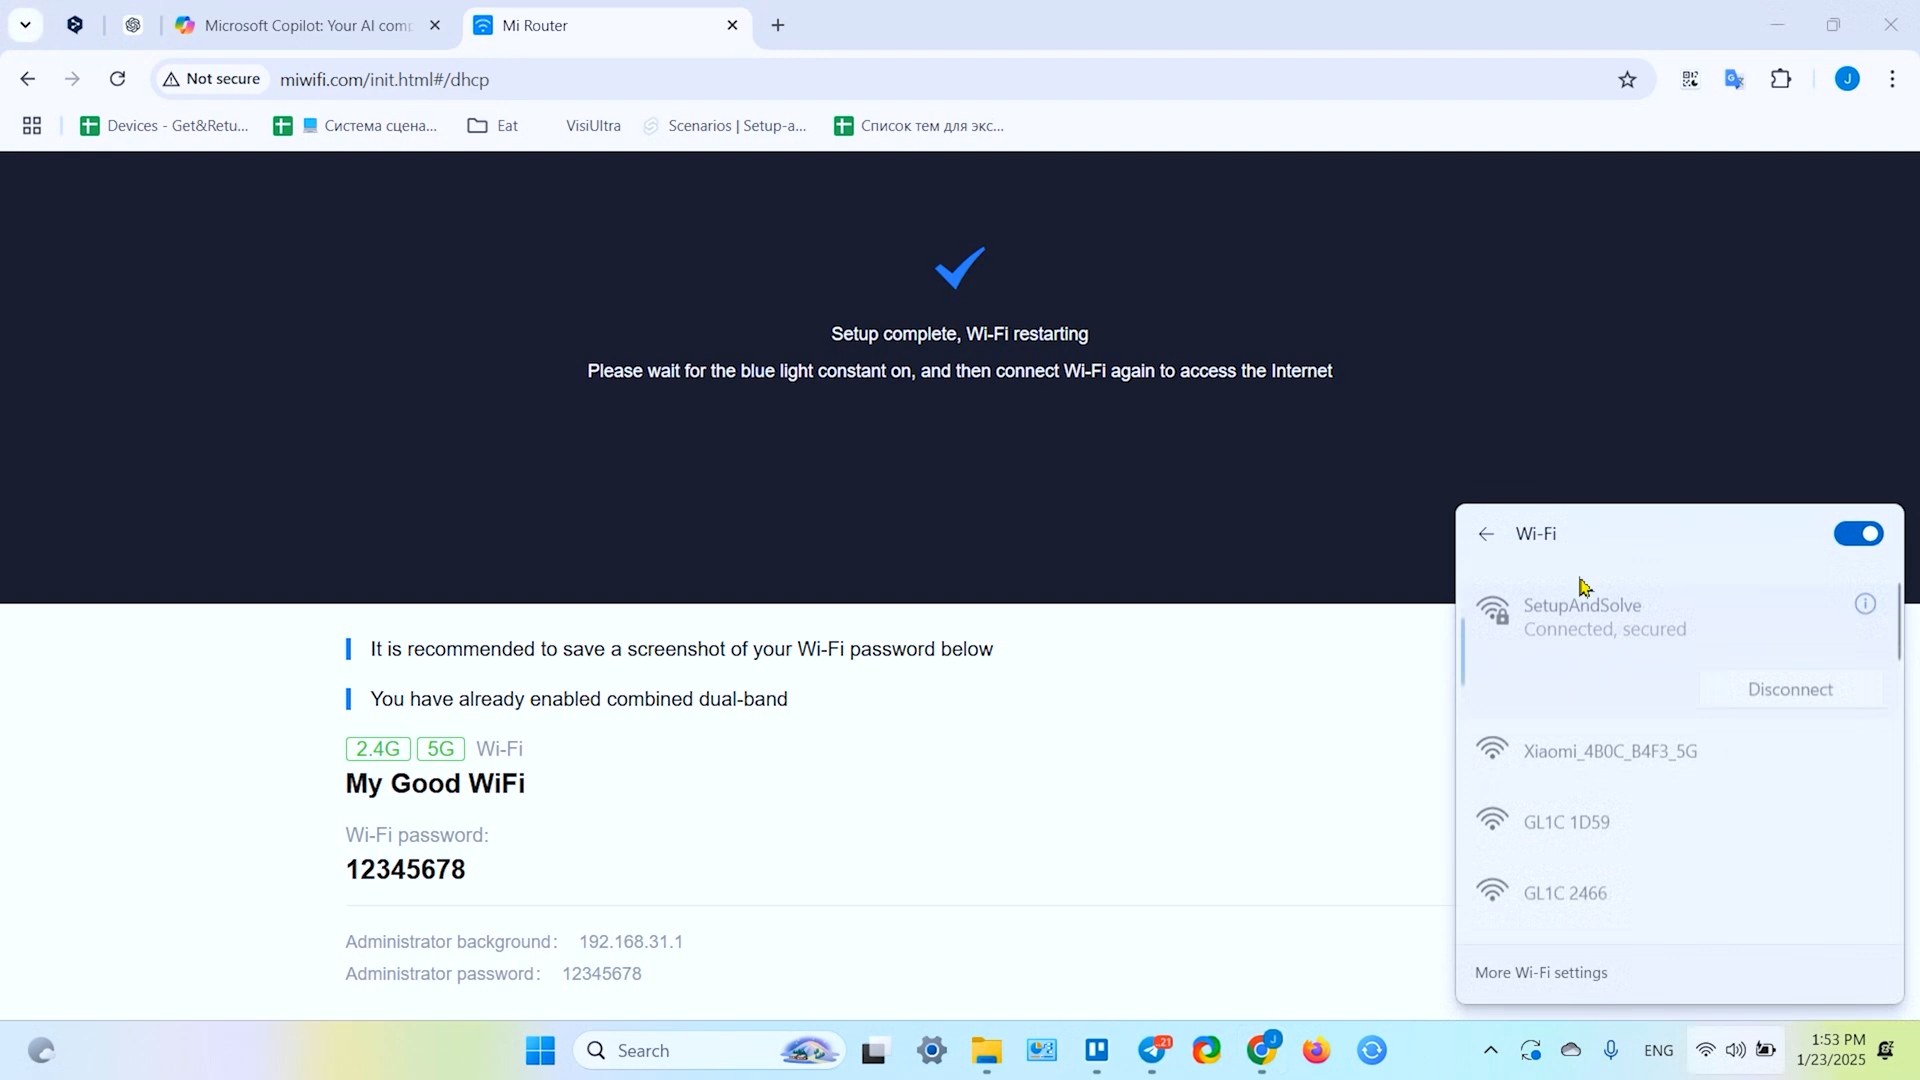 Microsoft Copilot: Your AI com
Mi Router
Not secure
miwifi.com/init.html#/dhcp
J
Devices - Get&Retu...
Система сцена...
Eat
VisiUltra
Scenarios | Setup-a...
Список тем для экс...
Setup complete, Wi-Fi restarting
Please wait for the blue light constant on, and then connect Wi-Fi again to access the Internet
Wi-Fi
SetupAndSolve
Connected, secured
Disconnect
Xiaomi_4B0C_B4F3_5G
GL1C 1D59
GL1C 2466
More Wi-Fi settings
It is recommended to save a screenshot of your Wi-Fi password below
You have already enabled combined dual-band
2.4G 5G Wi-Fi
My Good WiFi
Wi-Fi password:
12345678
Administrator background: 192.168.31.1
Administrator password: 12345678
Search
21
J
ENG
1:53 PM
1/23/2025